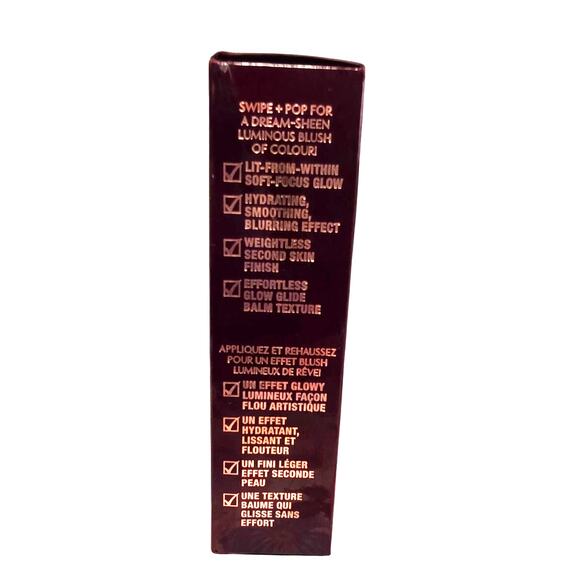 SWIPE + POP FOR
A DREAM-SHEEN
LUMINOUS BLUSH
OF COLOUR!
LIT-FROM-WITHIN
SOFT-FOCUS GLOW
HYDRATING,
SMOOTHING,
BLURRING EFFECT
WEIGHTLESS
SECOND SKIN
FINISH
EFFORTLESS
GLOW GLIDE
BALM TEXTURE
APPLIQUEZ ET REHAUSSEZ
POUR UN EFFET BLUSH
LUMINEUX DE RÊVE!
UN EFFET GLOWY
LUMINEUX FAÇON
FLOU ARTISTIQUE
UN EFFET
HYDRATANT,
LISSANT ET
FLOUTEUR
UN FINI LÉGER
EFFET SECONDE
PEAU
UNE TEXTURE
BAUME QUI
GLISSE SANS
EFFORT